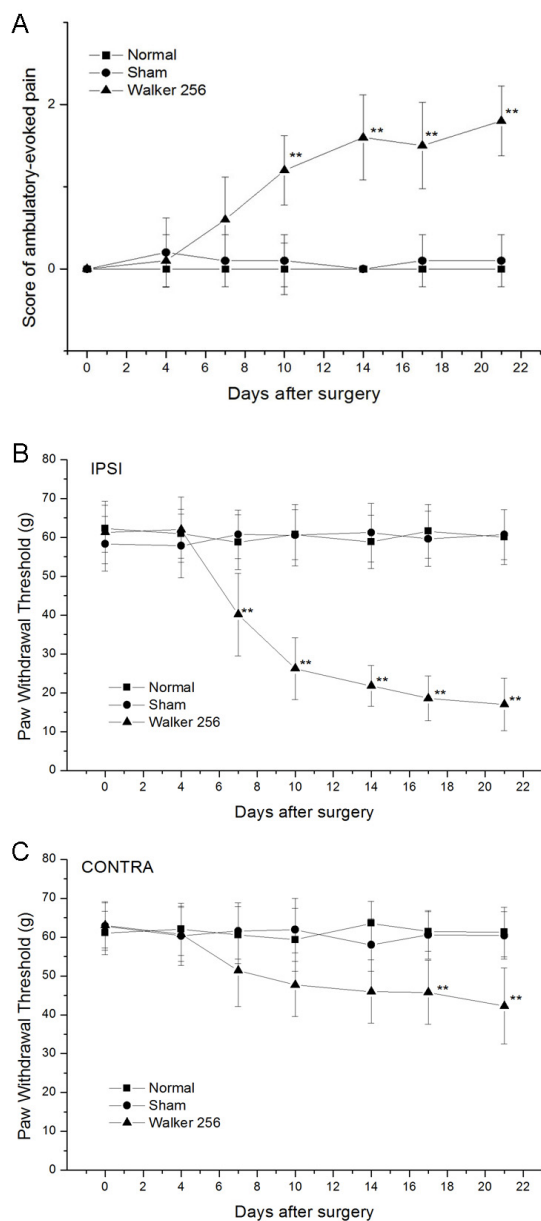 A
Normal
Sham
Walker 256
2
**
**
**
**
0
Score of ambulatory-evoked pain
0 2 4 6 8 10 12 14 16 18 20 22
Days after surgery
B
IPSI
80
70
60
50
40
30
20
10
0
Paw Withdrawal Threshold (g)
**
**
**
**
**
Normal
Sham
Walker 256
0 2 4 6 8 10 12 14 16 18 20 22
Days after surgery
C
CONTRA
80
70
60
50
40
30
20
10
0
Paw Withdrawal Threshold (g)
**
**
Normal
Sham
Walker 256
0 2 4 6 8 10 12 14 16 18 20 22
Days after surgery